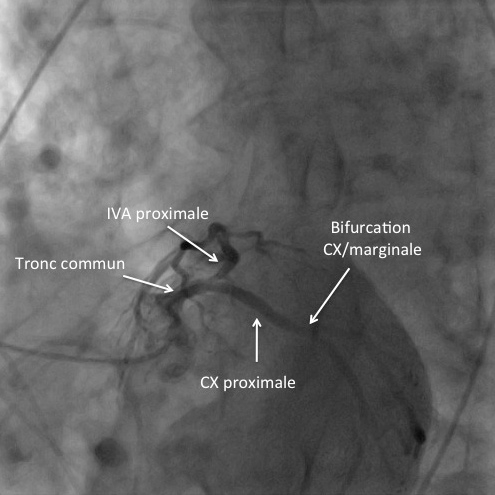 IVA proximale
Bifurcation
CX/marginale
Tronc commun
CX proximale